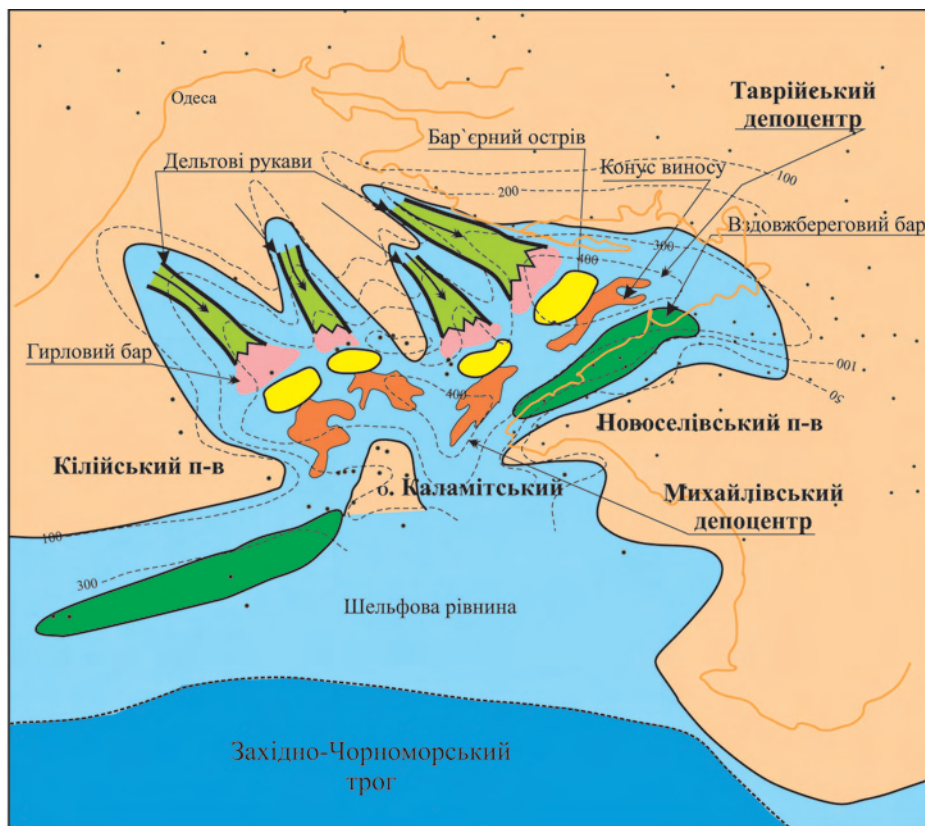 Одеса
Таврійський
депоцентр
Бар`єрний острів
Дельтові рукави
Конус виносу
100
200
Вздовжбереговий бар
300
400
Гирловий бар
100
50
400
Новоселівський п-в
Кілійський п-в
о. Каламітський
Михайлівський
депоцентр
100
300
Шельфова рівнина
Західно-Чорноморський
трог